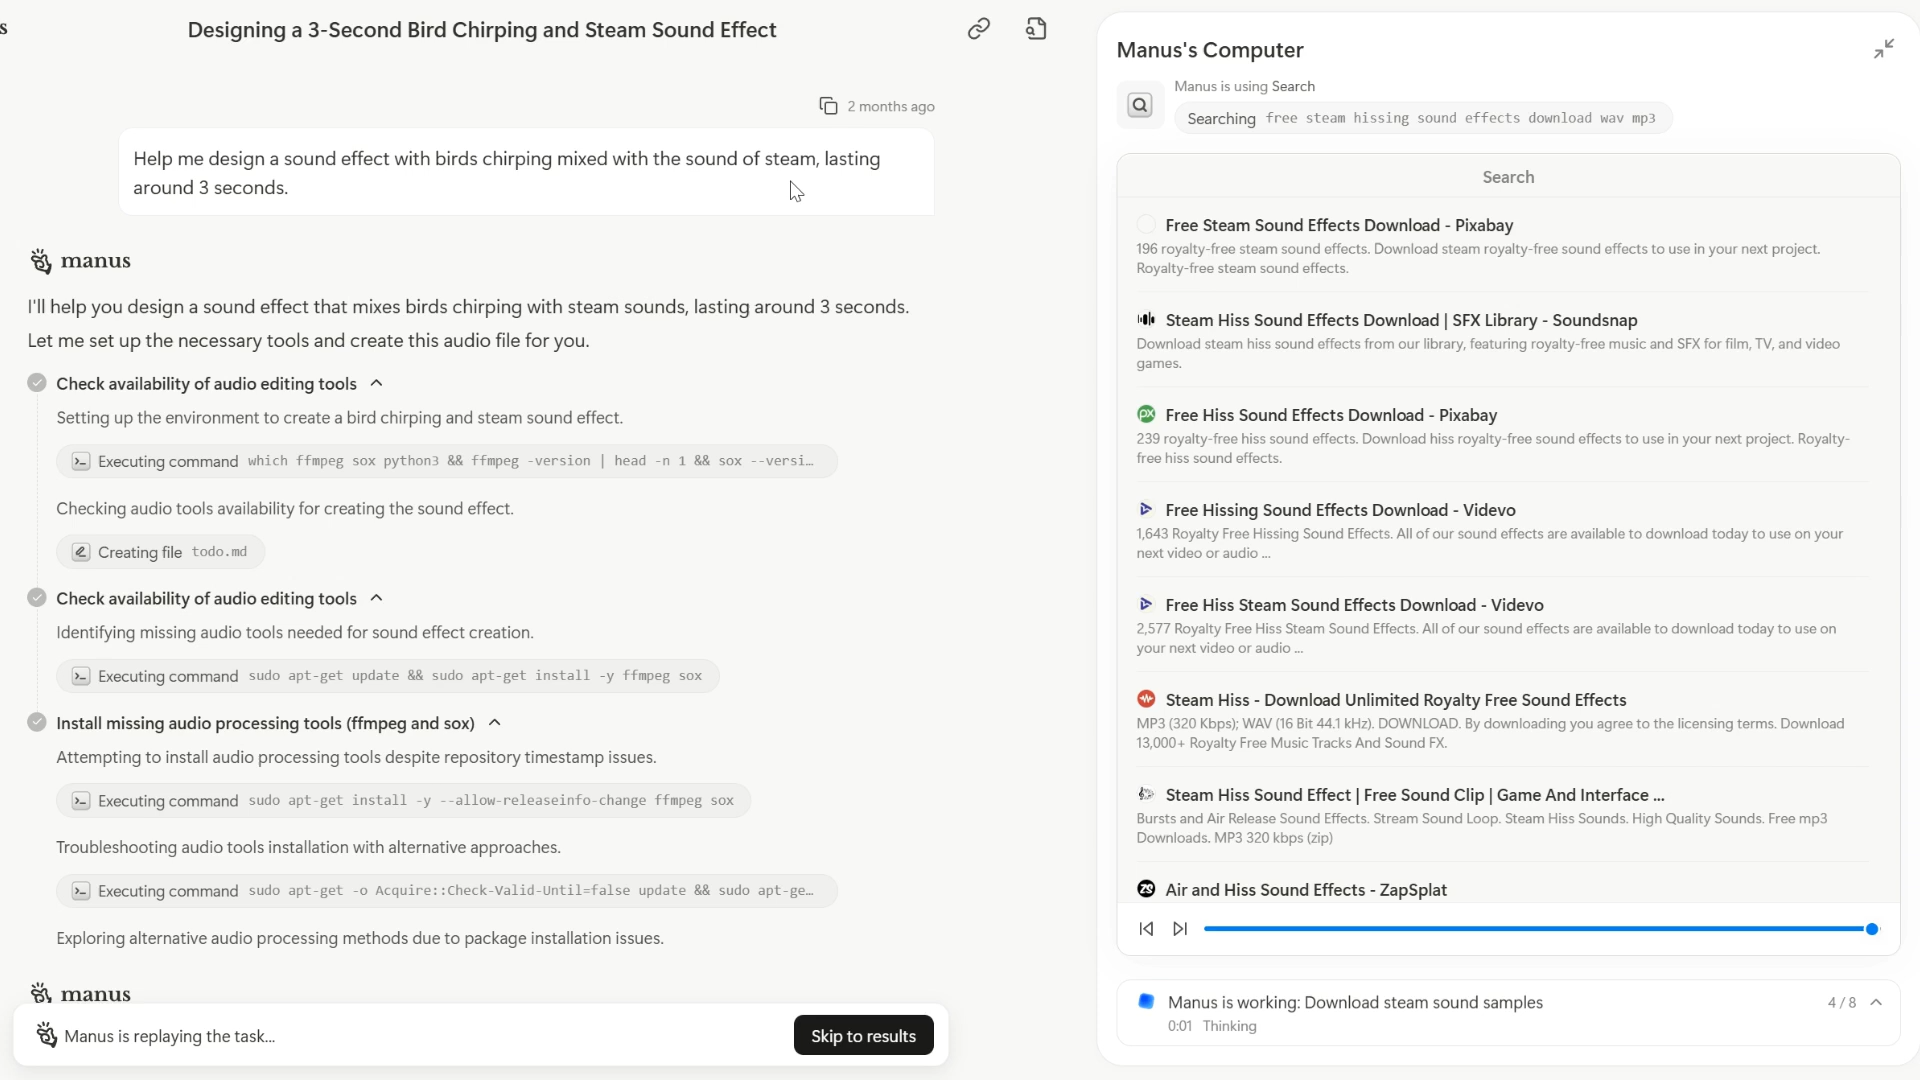 s
Designing a 3-Second Bird Chirping and Steam Sound Effect
2 months ago
Help me design a sound effect with birds chirping mixed with the sound of steam, lasting
around 3 seconds.
manus
I'll help you design a sound effect that mixes birds chirping with steam sounds, lasting around 3 seconds.
Let me set up the necessary tools and create this audio file for you.
Check availability of audio editing tools
Setting up the environment to create a bird chirping and steam sound effect.
Executing command which ffmpeg sox python3 && ffmpeg -version | head -n 1 && sox --versi…
Checking audio tools availability for creating the sound effect.
Creating file todo.md
Check availability of audio editing tools
Identifying missing audio tools needed for sound effect creation.
Executing command sudo apt-get update && sudo apt-get install -y ffmpeg sox
Install missing audio processing tools (ffmpeg and sox)
Attempting to install audio processing tools despite repository timestamp issues.
Executing command sudo apt-get install -y --allow-releaseinfo-change ffmpeg sox
Troubleshooting audio tools installation with alternative approaches.
Executing command sudo apt-get -o Acquire::Check-Valid-Until=false update && sudo apt-ge…
Exploring alternative audio processing methods due to package installation issues.
manus
Manus is replaying the task...
Skip to results
Manus's Computer
Manus is using Search
Searching free steam hissing sound effects download wav mp3
Search
Free Steam Sound Effects Download - Pixabay
196 royalty-free steam sound effects. Download steam royalty-free sound effects to use in your next project.
Royalty-free steam sound effects.
Steam Hiss Sound Effects Download | SFX Library - Soundsnap
Download steam hiss sound effects from our library, featuring royalty-free music and SFX for film, TV, and video
games.
px
Free Hiss Sound Effects Download - Pixabay
239 royalty-free hiss sound effects. Download hiss royalty-free sound effects to use in your next project. Royalty-
free hiss sound effects.
Free Hissing Sound Effects Download - Videvo
1,643 Royalty Free Hissing Sound Effects. All of our sound effects are available to download today to use on your
next video or audio ...
Free Hiss Steam Sound Effects Download - Videvo
2,577 Royalty Free Hiss Steam Sound Effects. All of our sound effects are available to download today to use on
your next video or audio ...
Steam Hiss - Download Unlimited Royalty Free Sound Effects
MP3 (320 Kbps); WAV (16 Bit 44.1 kHz). DOWNLOAD. By downloading you agree to the licensing terms. Download
13,000+ Royalty Free Music Tracks And Sound FX.
Steam Hiss Sound Effect | Free Sound Clip | Game And Interface ...
Bursts and Air Release Sound Effects. Stream Sound Loop. Steam Hiss Sounds. High Quality Sounds. Free mp3
Downloads. MP3 320 kbps (zip)
ZS
Air and Hiss Sound Effects - ZapSplat
Manus is working: Download steam sound samples
4 / 8
0:01 Thinking